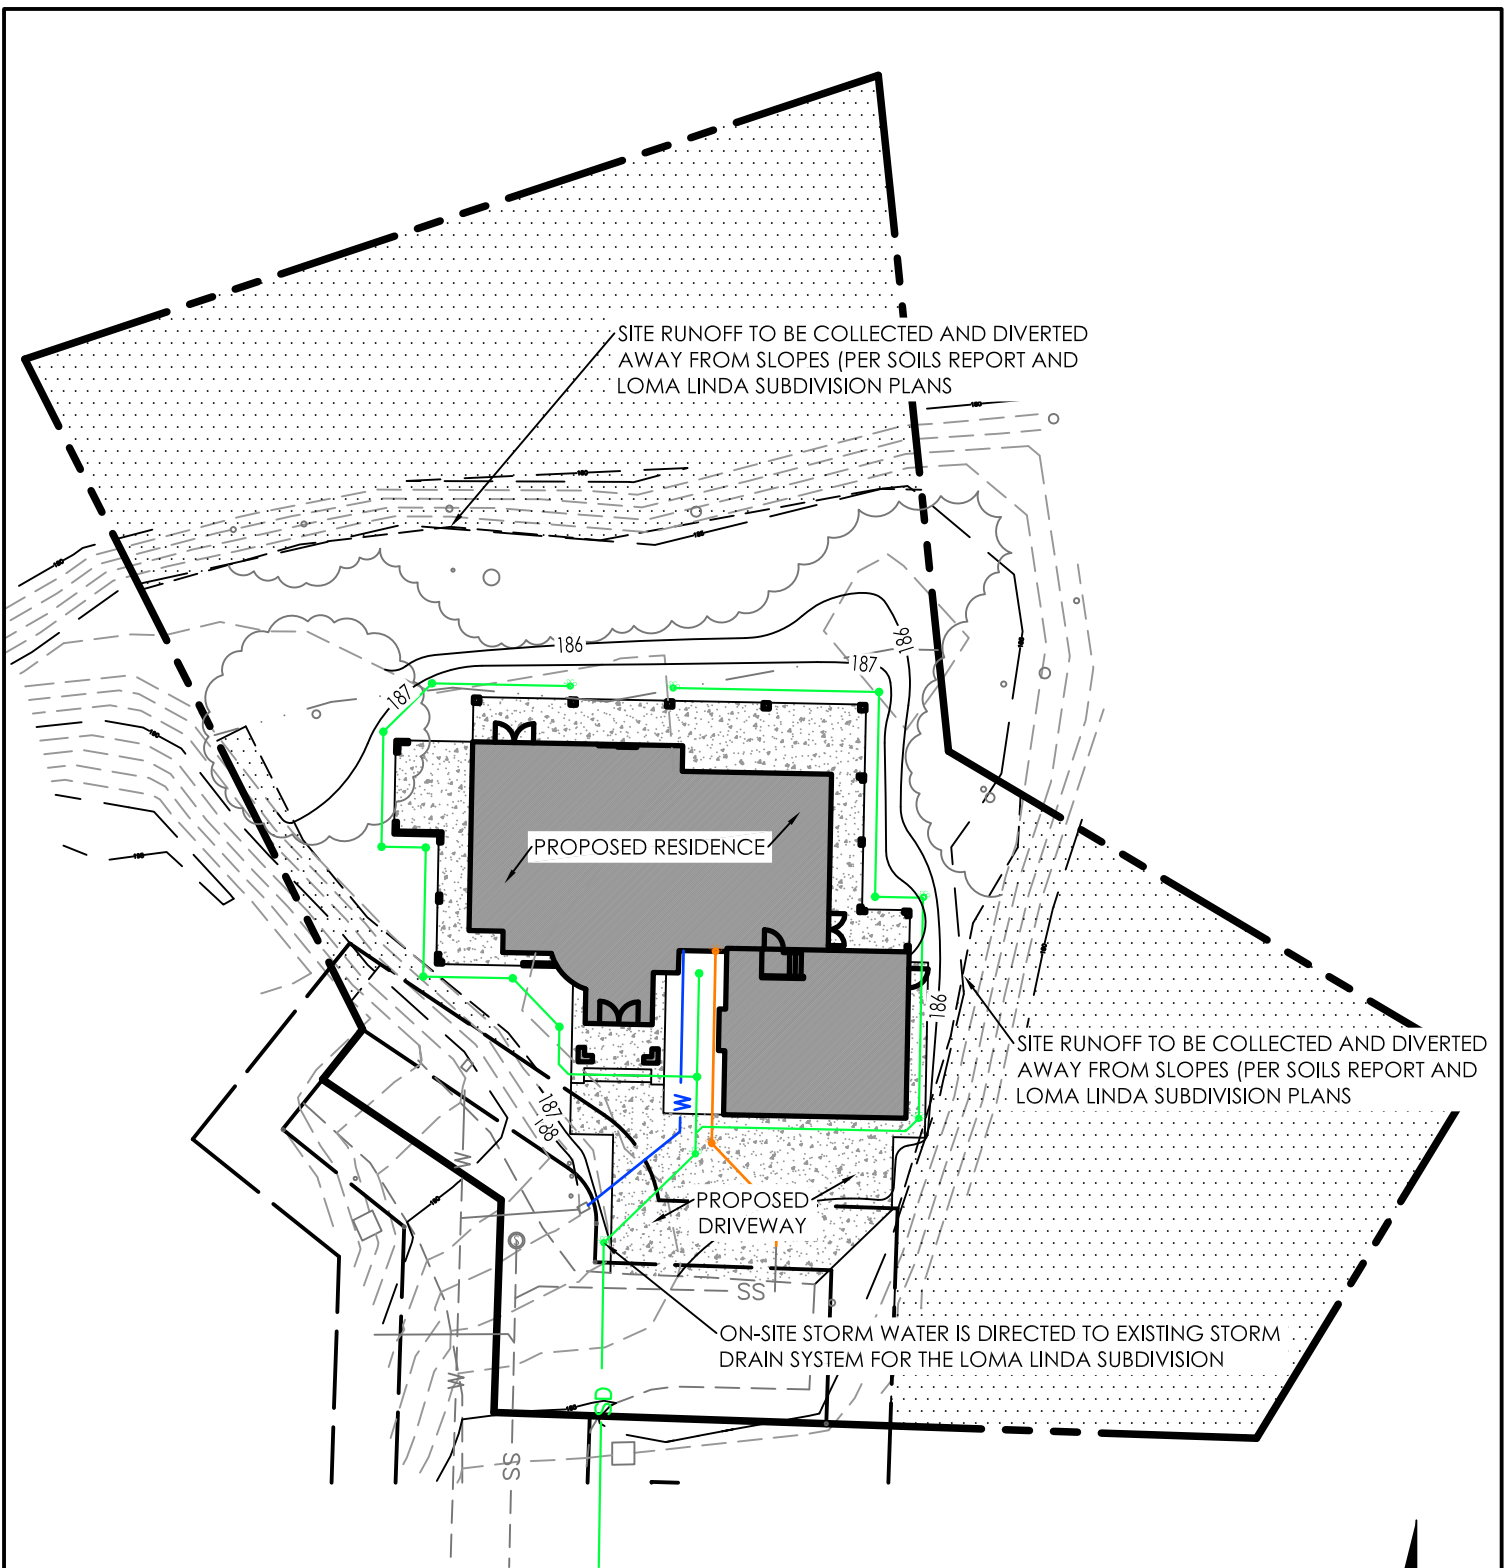 SITE RUNOFF TO BE COLLECTED AND DIVERTED
AWAY FROM SLOPES (PER SOILS REPORT AND
LOMA LINDA SUBDIVISION PLANS
186
187
186
187
PROPOSED RESIDENCE
186
SITE RUNOFF TO BE COLLECTED AND DIVERTED
AWAY FROM SLOPES (PER SOILS REPORT AND
LOMA LINDA SUBDIVISION PLANS
W
187
188
W
PROPOSED
DRIVEWAY
SS
ON-SITE STORM WATER IS DIRECTED TO EXISTING STORM
DRAIN SYSTEM FOR THE LOMA LINDA SUBDIVISION
W
SD
SS